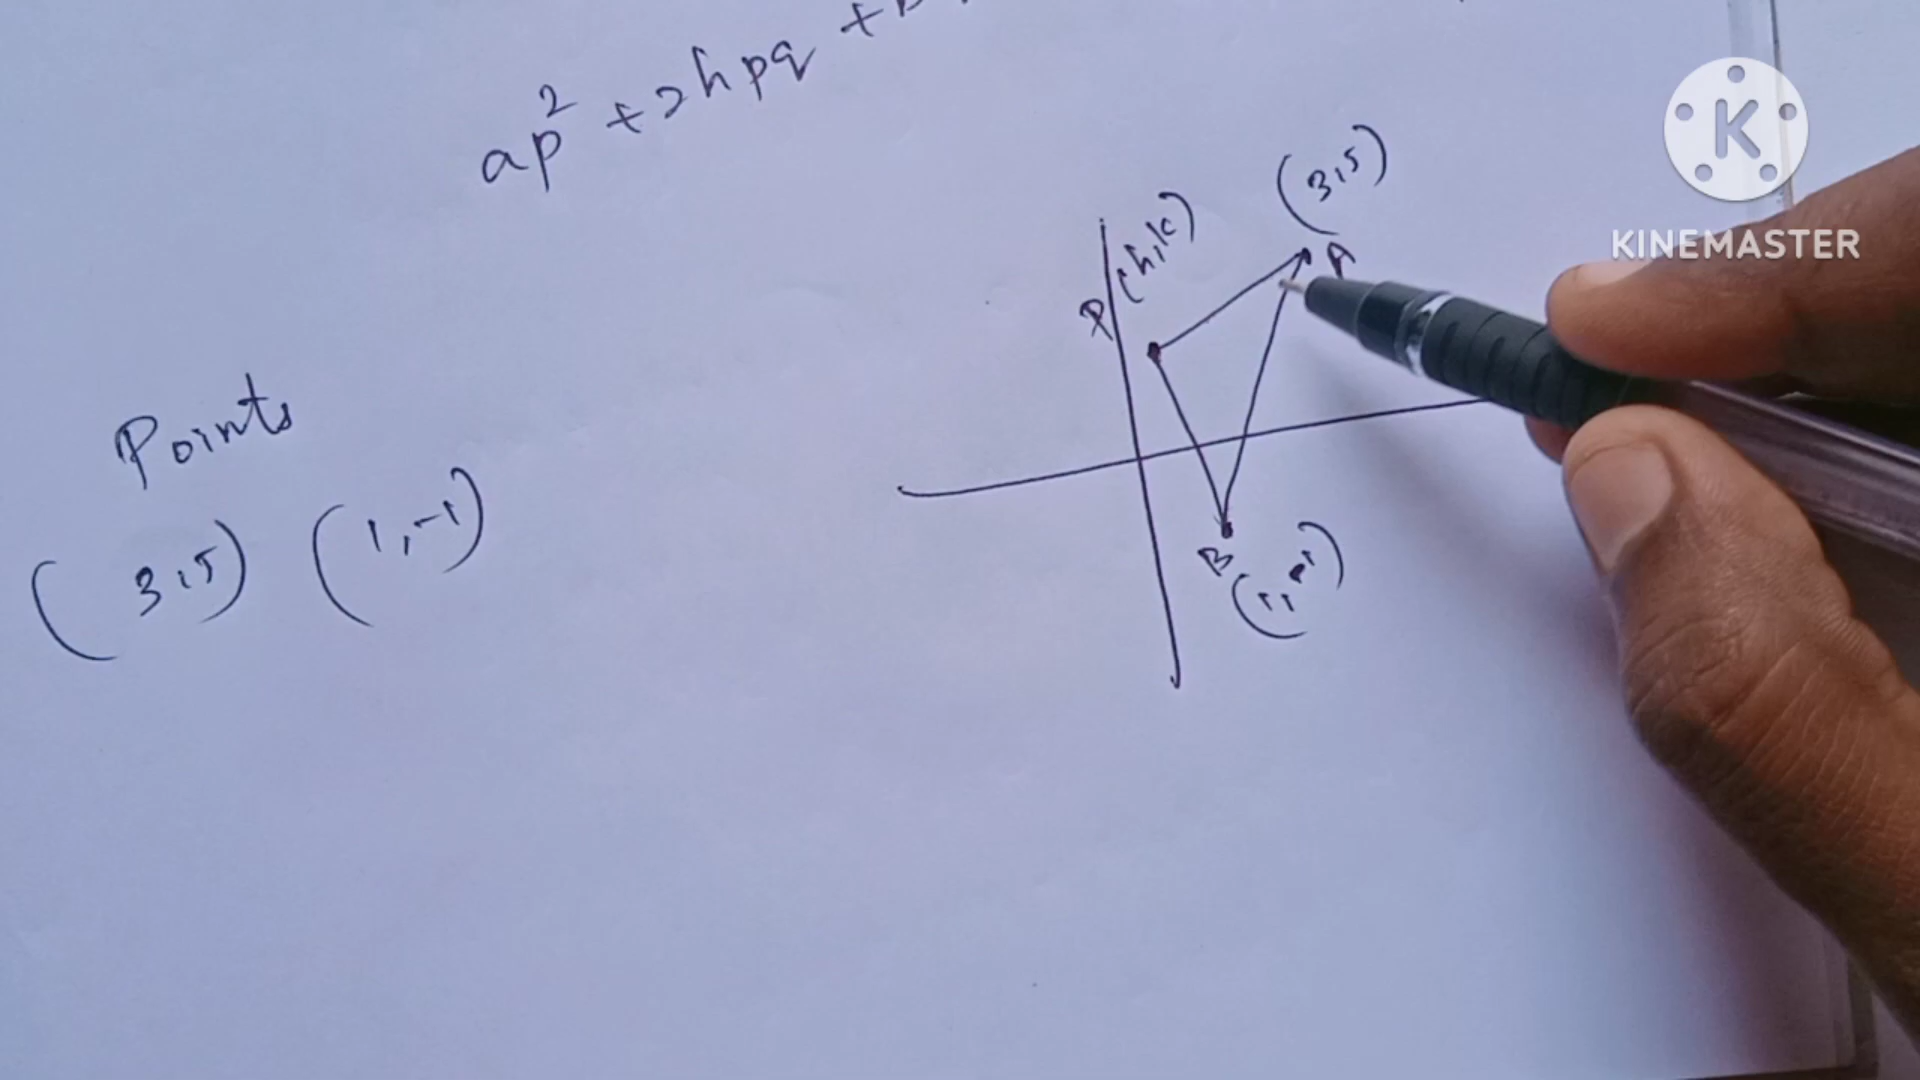 ap² + 2hpq +
(3,5)
P (h,k)
A
Points
(3,5) (1,-1)
B
(1,-1)
K
KINEMASTER